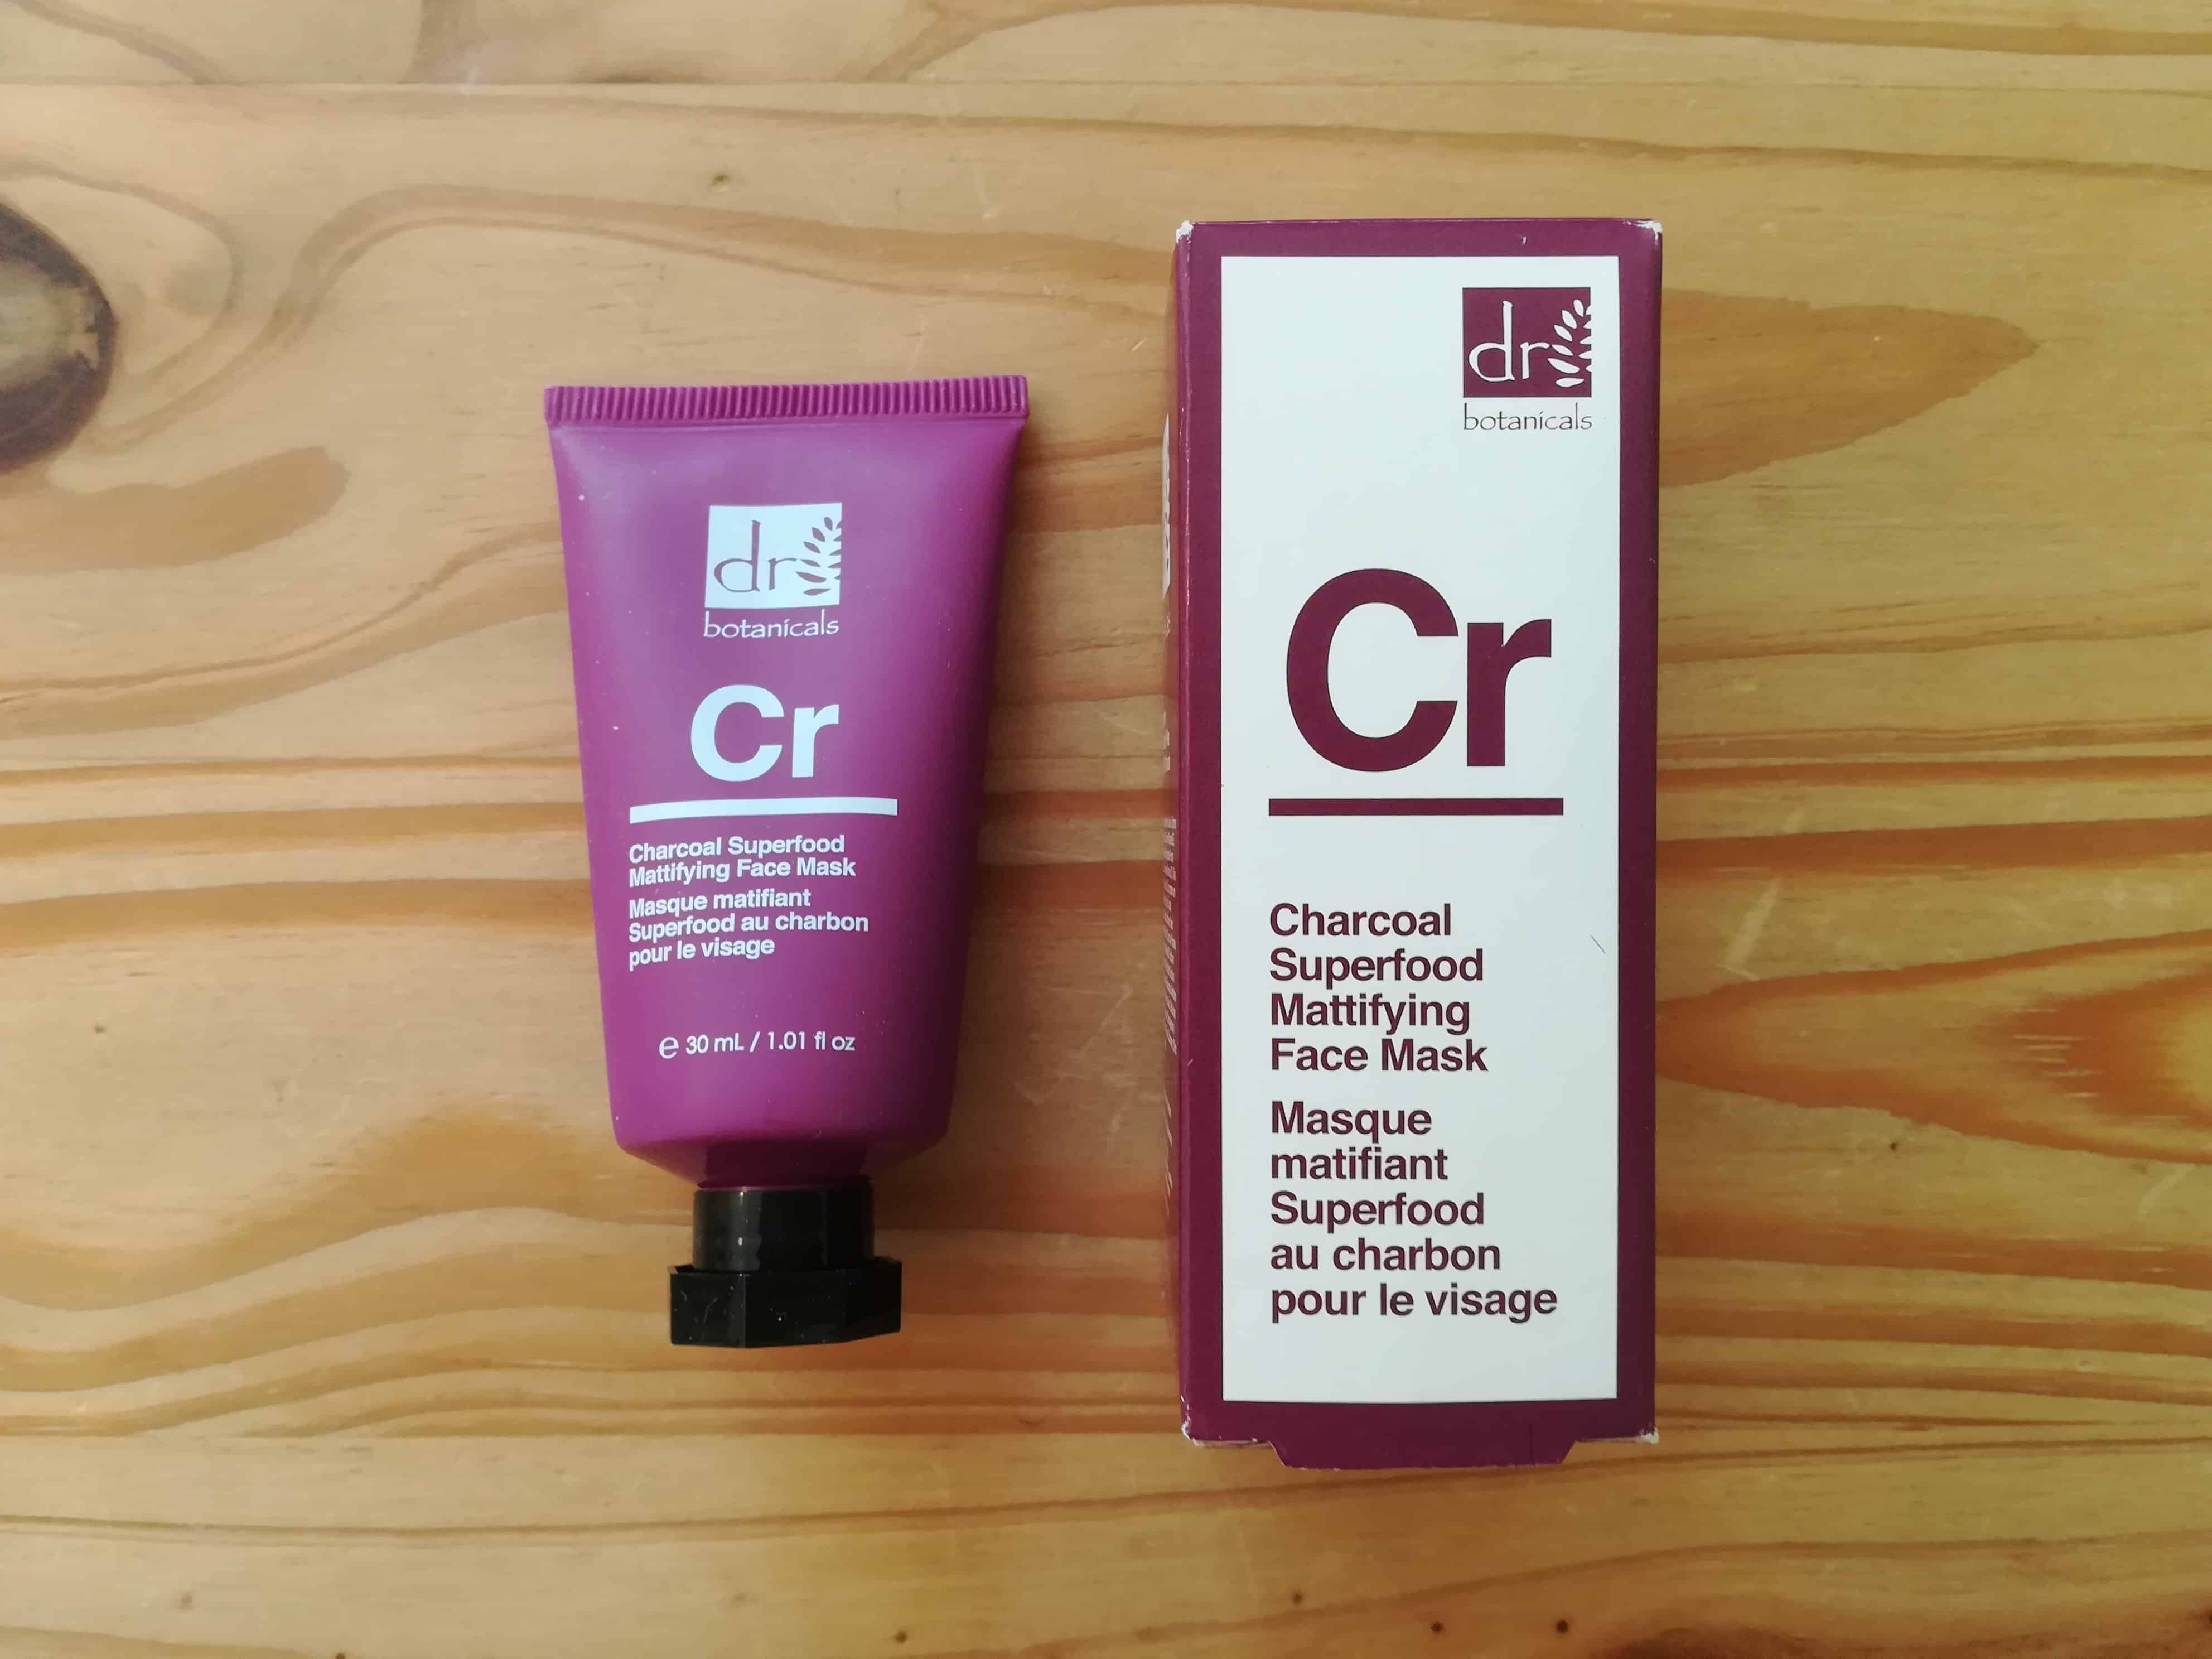 dr
botanicals
Cr
Charcoal Superfood
Mattifying Face Mask
Masque matifiant
Superfood au charbon
pour le visage
e 30 mL / 1.01 fl oz
dr
botanicals
Cr
Charcoal
Superfood
Mattifying
Face Mask
Masque
matifiant
Superfood
au charbon
pour le visage